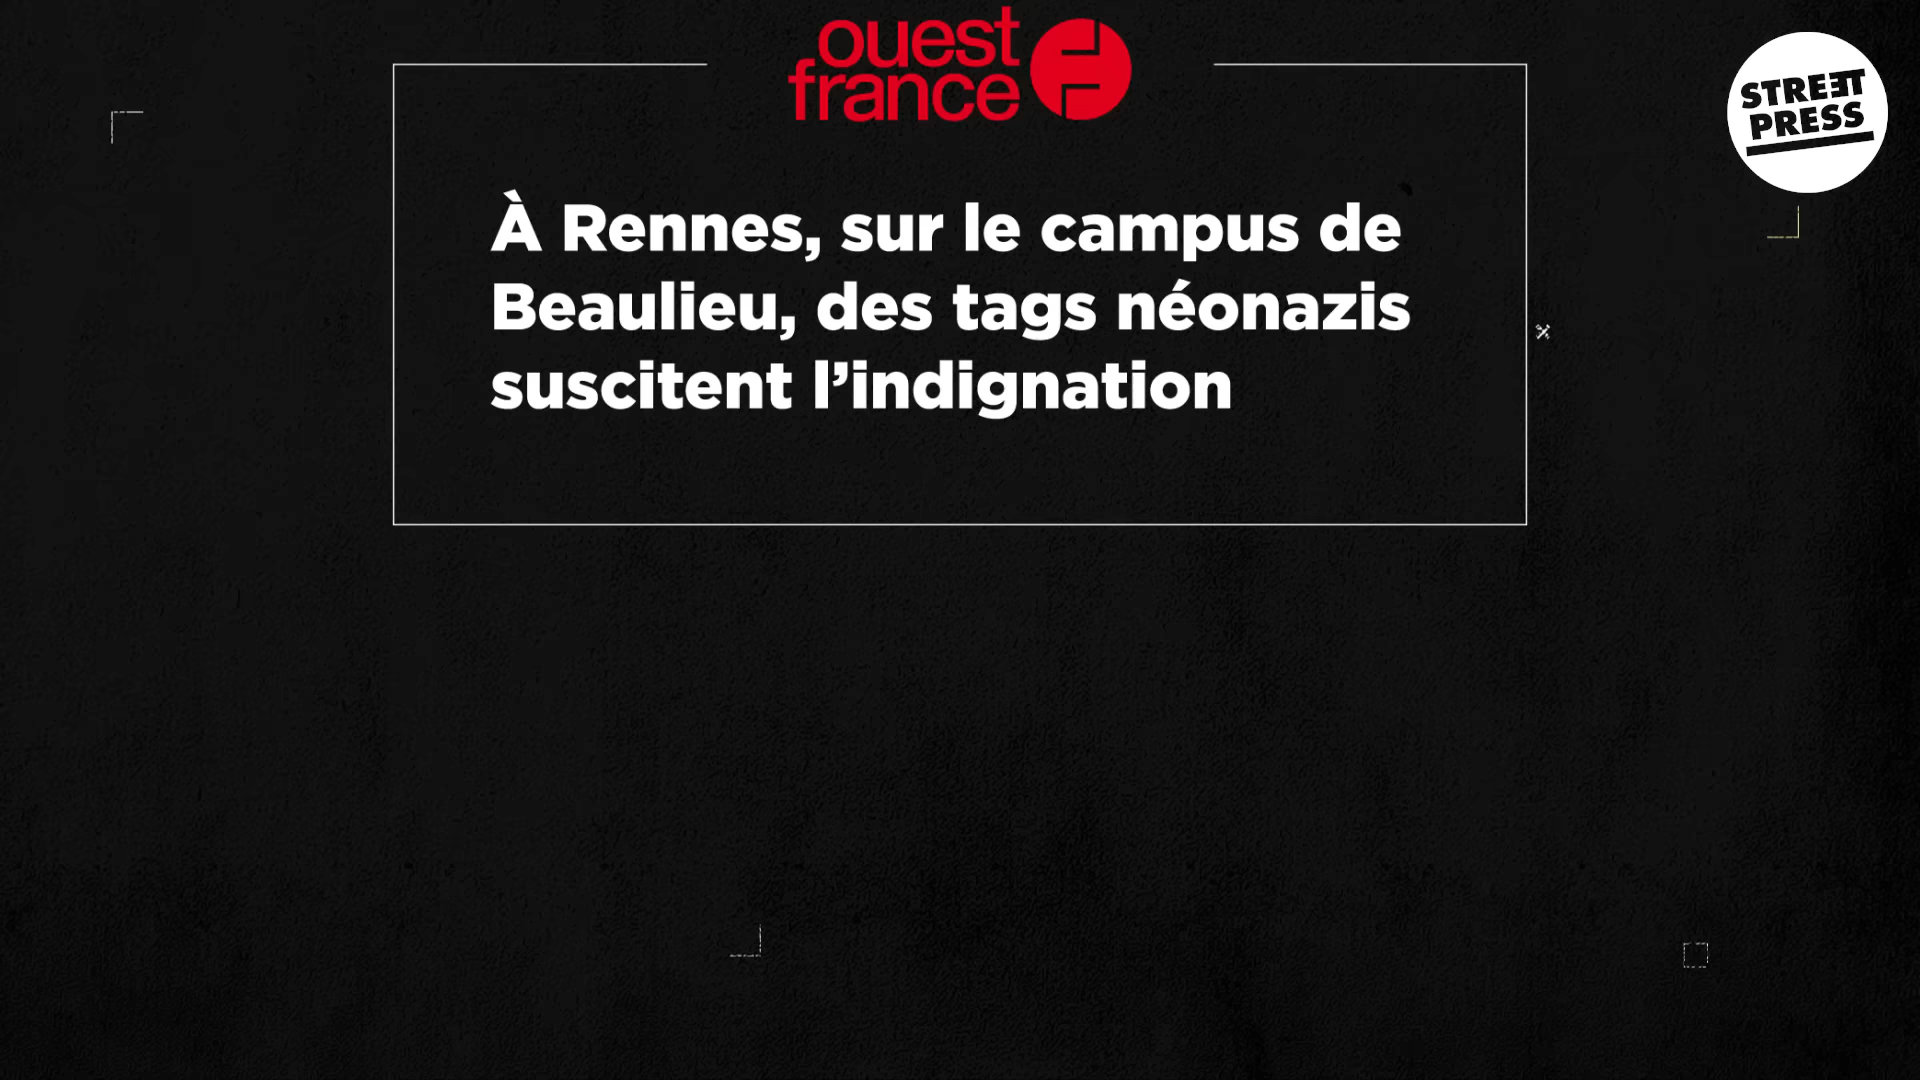 ouest
france
STREET
PRESS
À Rennes, sur le campus de
Beaulieu, des tags néonazis
suscitent l’indignation